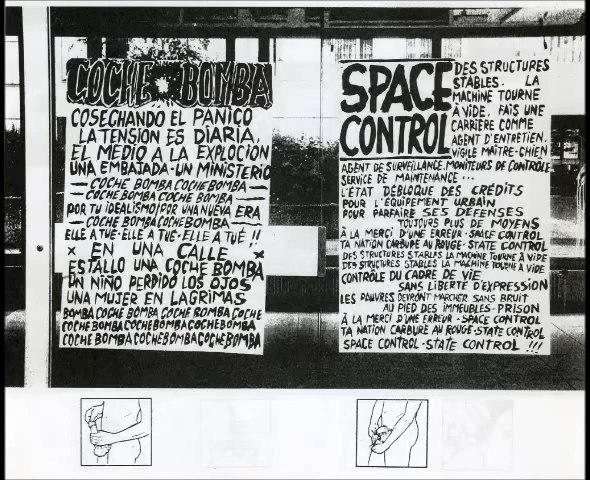 COCHE BOMBA
COSECHANDO EL PANICO
LA TENSION ES DIARIA,
EL MEDIO A LA EXPLOCION
UNA EMBAJADA-UN MINISTERIO
— COCHE BOMBA COCHE BOMBA —
— COCHE BOMBA COCHE BOMBA —
POR TU IDEALISMO/POR UNA NUEVA ERA
— COCHE BOMBA COCHE BOMBA —
ELLE A TUÉ-ELLE A TUÉ-ELLE A TUÉ !!
x EN UNA CALLE x
ESTALLO UNA COCHE BOMBA
UN NIÑO PERDIDO LOS OJOS
UNA MUJER EN LAGRIMAS
BOMBA COCHE BOMBA COCHE BOMBA COCHE
COCHE BOMBA COCHE BOMBA COCHE BOMBA
COCHE BOMBA COCHE BOMBA COCHE BOMBA
SPACE CONTROL
DES STRUCTURES
STABLES. LA
MACHINE TOURNE
À VIDE. FAIS UNE
CARRIÈRE COMME
AGENT D'ENTRETIEN.
VIGILE MAÎTRE-CHIEN
AGENT DE SURVEILLANCE. MONITEURS DE CONTRÔLE
SERVICE DE MAINTENANCE...
L'ÉTAT DÉBLOQUE DES CRÉDITS
POUR L'ÉQUIPEMENT URBAIN
POUR PARFAIRE SES DÉFENSES
TOUJOURS PLUS DE MOYENS
À LA MERCI D'UNE ERREUR - SPACE CONTROL
TA NATION CARBURE AU ROUGE - STATE CONTROL
DES STRUCTURES STABLES LA MACHINE TOURNE À VIDE
DES STRUCTURES STABLES LA MACHINE TOURNE À VIDE
CONTRÔLE DU CADRE DE VIE
SANS LIBERTÉ D'EXPRESSION
LES PAUVRES DEVRONT MARCHER SANS BRUIT
AU PIED DES IMMEUBLES - PRISON
À LA MERCI D'UNE ERREUR - SPACE CONTROL
TA NATION CARBURE AU ROUGE - STATE CONTROL
SPACE CONTROL - STATE CONTROL !!!